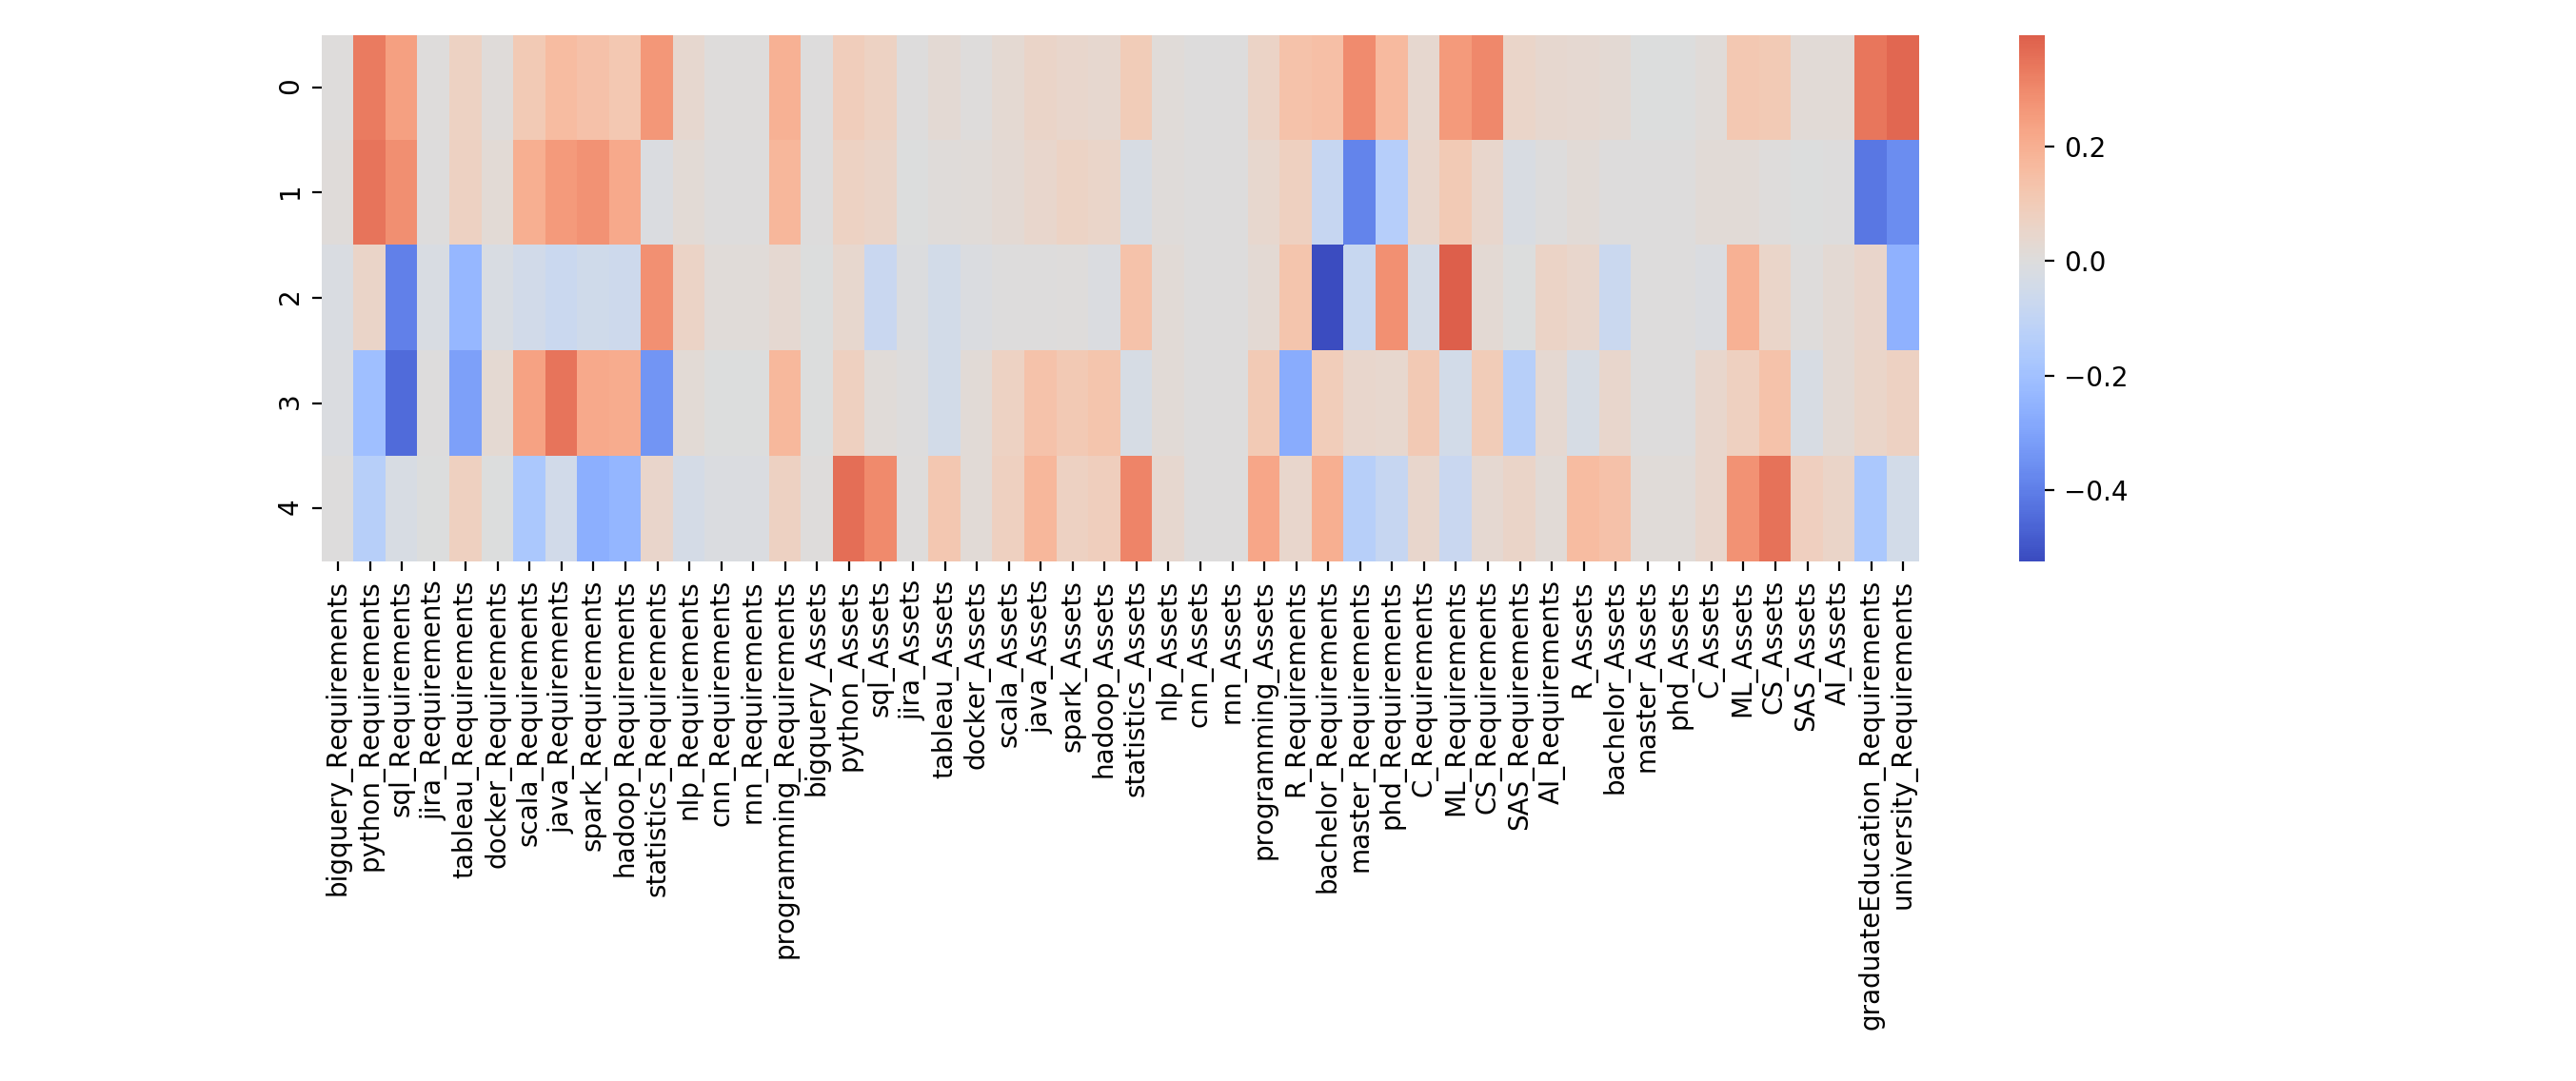 0
1
2
3
4
0.2
0.0
−0.2
−0.4
bigquery_Requirements
python_Requirements
sql_Requirements
jira_Requirements
tableau_Requirements
docker_Requirements
scala_Requirements
java_Requirements
spark_Requirements
hadoop_Requirements
statistics_Requirements
nlp_Requirements
cnn_Requirements
rnn_Requirements
programming_Requirements
bigquery_Assets
python_Assets
sql_Assets
jira_Assets
tableau_Assets
docker_Assets
scala_Assets
java_Assets
spark_Assets
hadoop_Assets
statistics_Assets
nlp_Assets
cnn_Assets
rnn_Assets
programming_Assets
R_Requirements
bachelor_Requirements
master_Requirements
phd_Requirements
C_Requirements
ML_Requirements
CS_Requirements
SAS_Requirements
AI_Requirements
R_Assets
bachelor_Assets
master_Assets
phd_Assets
C_Assets
ML_Assets
CS_Assets
SAS_Assets
AI_Assets
graduateEducation_Requirements
university_Requirements